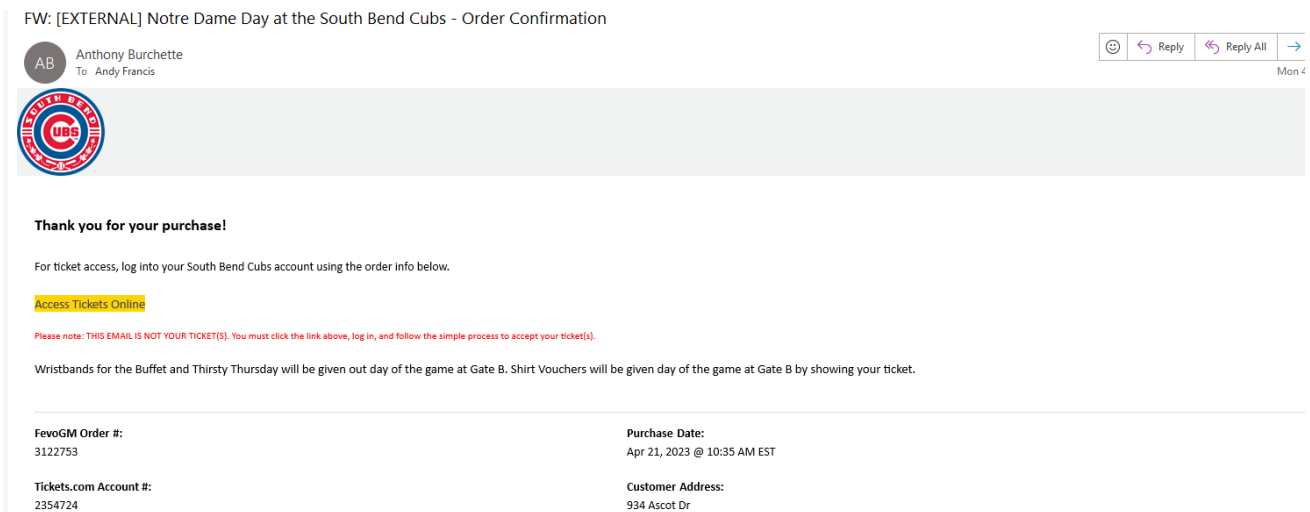 FW: [EXTERNAL] Notre Dame Day at the South Bend Cubs - Order Confirmation
AB
Anthony Burchette
To Andy Francis
Reply
Reply All
Mon 4
SOUTH BEND
CUBS
Thank you for your purchase!
For ticket access, log into your South Bend Cubs account using the order info below.
Access Tickets Online
Please note: THIS EMAIL IS NOT YOUR TICKET(S). You must click the link above, log in, and follow the simple process to accept your ticket(s).
Wristbands for the Buffet and Thirsty Thursday will be given out day of the game at Gate B. Shirt Vouchers will be given day of the game at Gate B by showing your ticket.
FevoGM Order #:
3122753
Purchase Date:
Apr 21, 2023 @ 10:35 AM EST
Tickets.com Account #:
2354724
Customer Address:
934 Ascot Dr